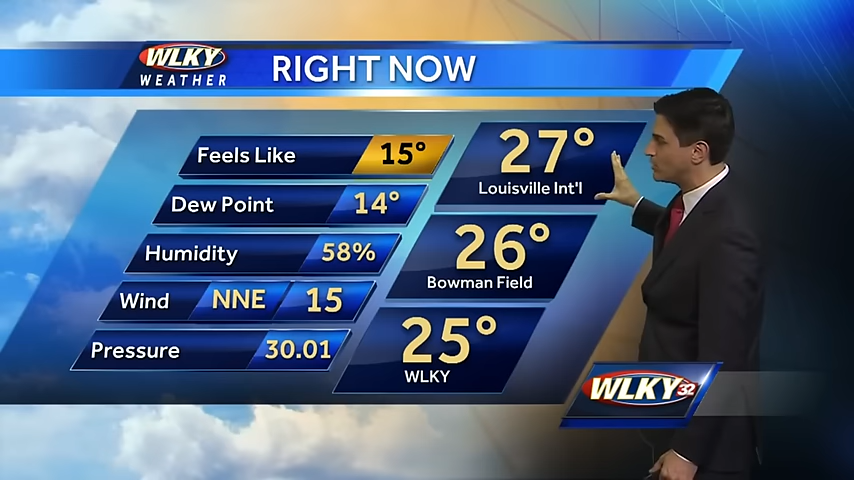 WLKY
WEATHER
RIGHT NOW
Feels Like 15°
Dew Point 14°
Humidity 58%
Wind NNE 15
Pressure 30.01
27°
Louisville Int'l
26°
Bowman Field
25°
WLKY
WLKY 32